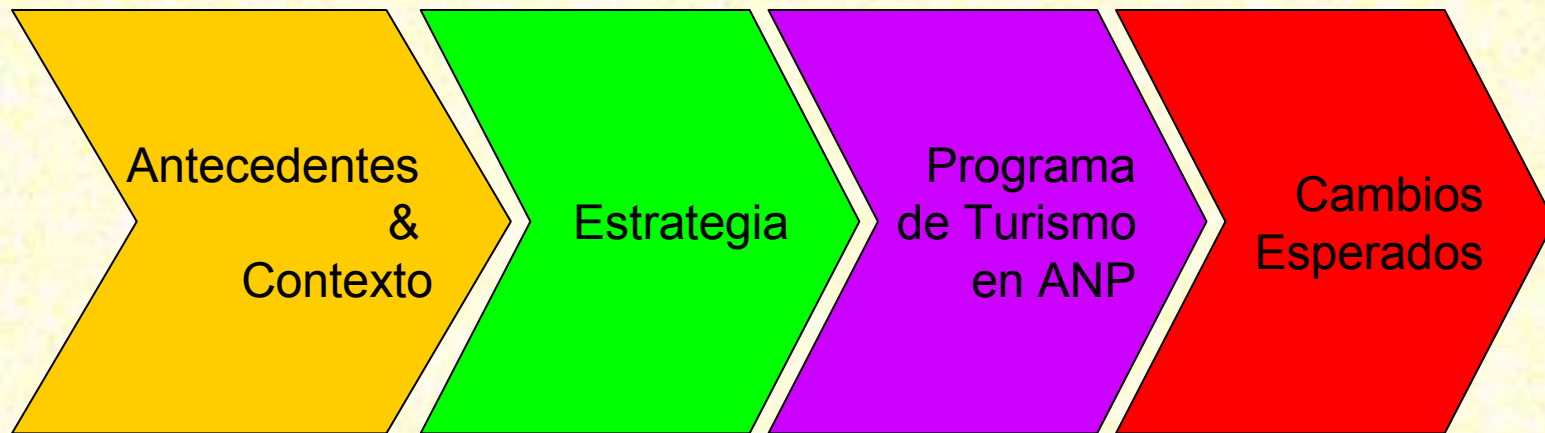 Antecedentes
&
Contexto
Estrategia
Programa
de Turismo
en ANP
Cambios
Esperados